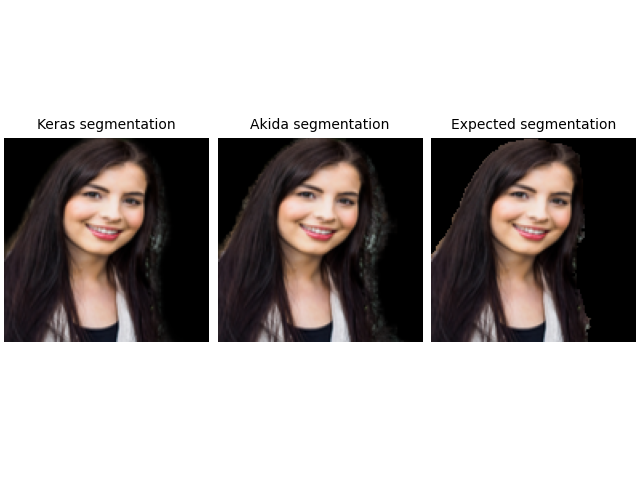 Keras segmentation
Akida segmentation
Expected segmentation